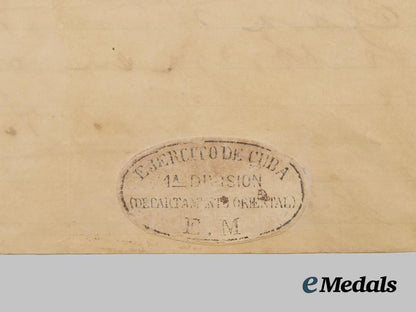 EJERCITO DE CUBA
1A DIVISION
(DEPARTAMENTO ORIENTAL)
E. M
eMedals